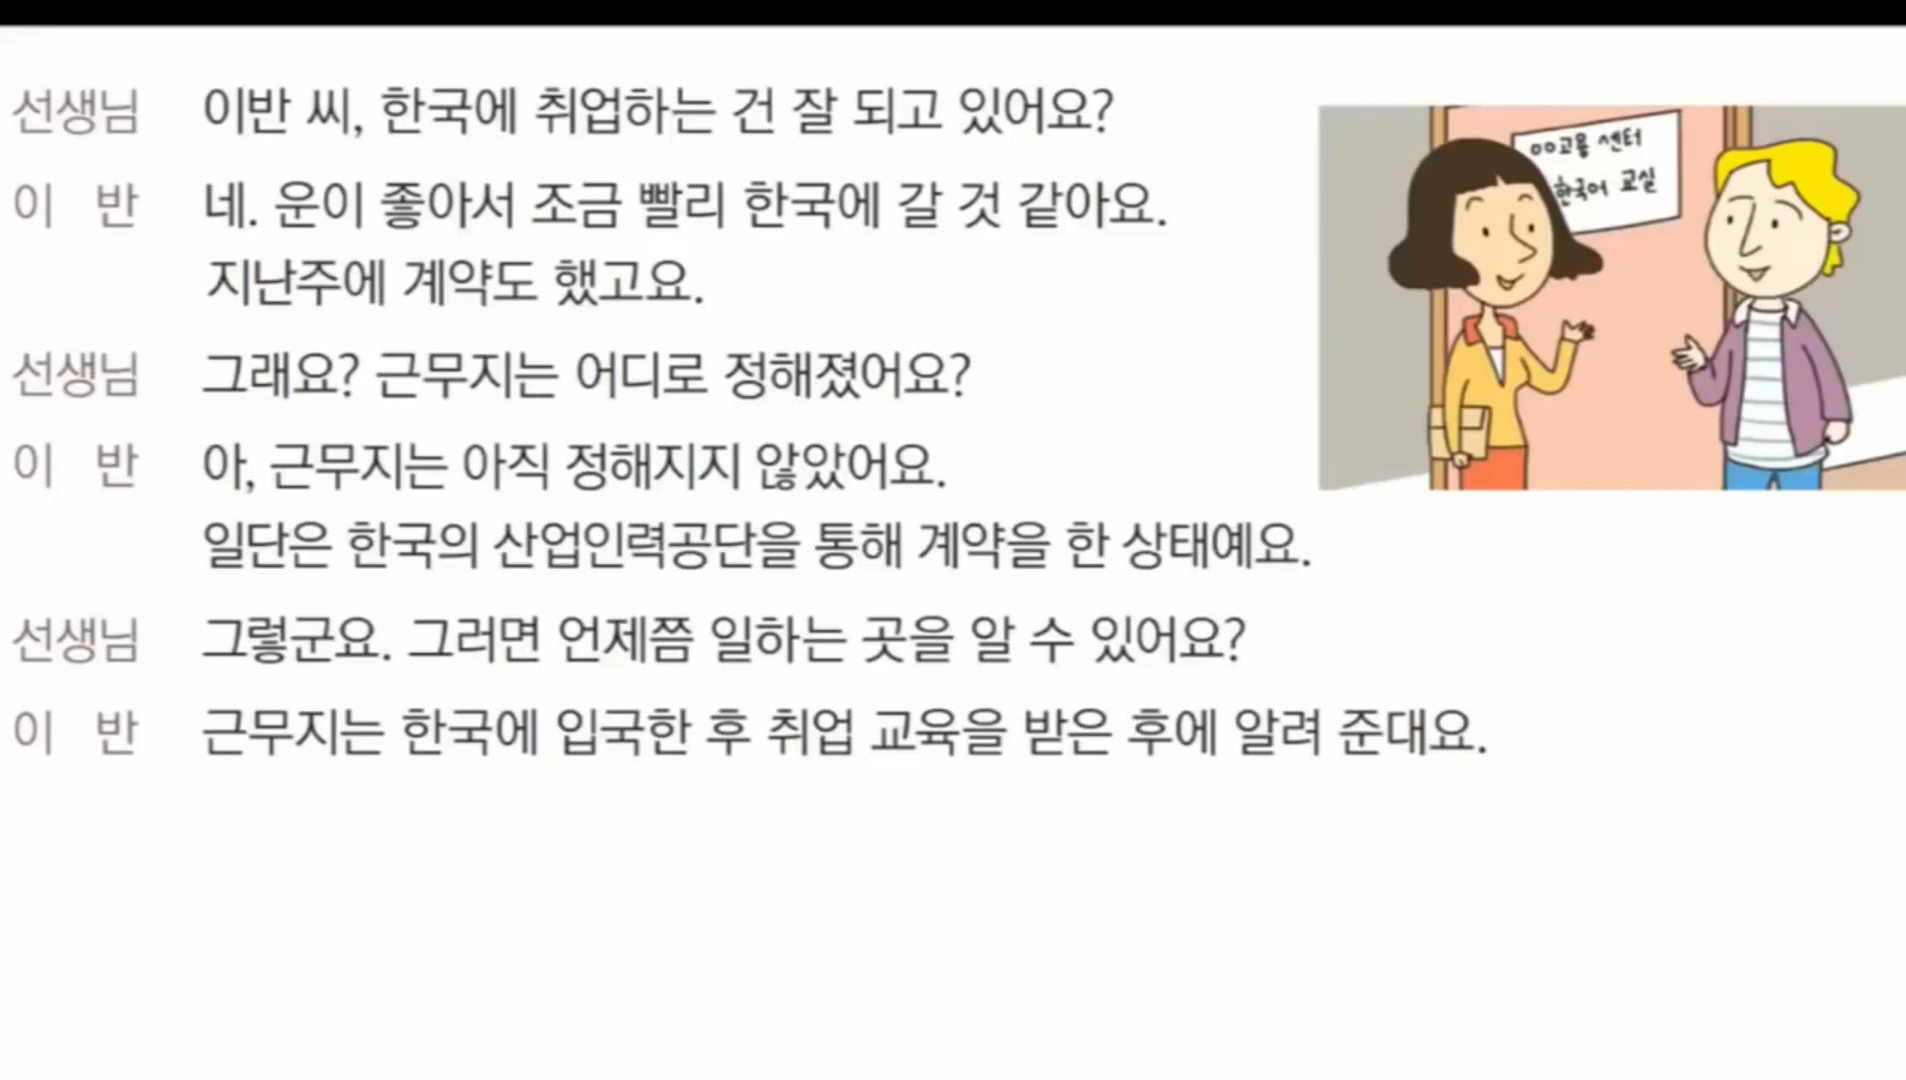 선생님 이반 씨, 한국에 취업하는 건 잘 되고 있어요?
이 반 네. 운이 좋아서 조금 빨리 한국에 갈 것 같아요.
지난주에 계약도 했고요.
선생님 그래요? 근무지는 어디로 정해졌어요?
이 반 아, 근무지는 아직 정해지지 않았어요.
일단은 한국의 산업인력공단을 통해 계약을 한 상태예요.
선생님 그렇군요. 그러면 언제쯤 일하는 곳을 알 수 있어요?
이 반 근무지는 한국에 입국한 후 취업 교육을 받은 후에 알려 준대요.
OO고용 센터
한국어 교실